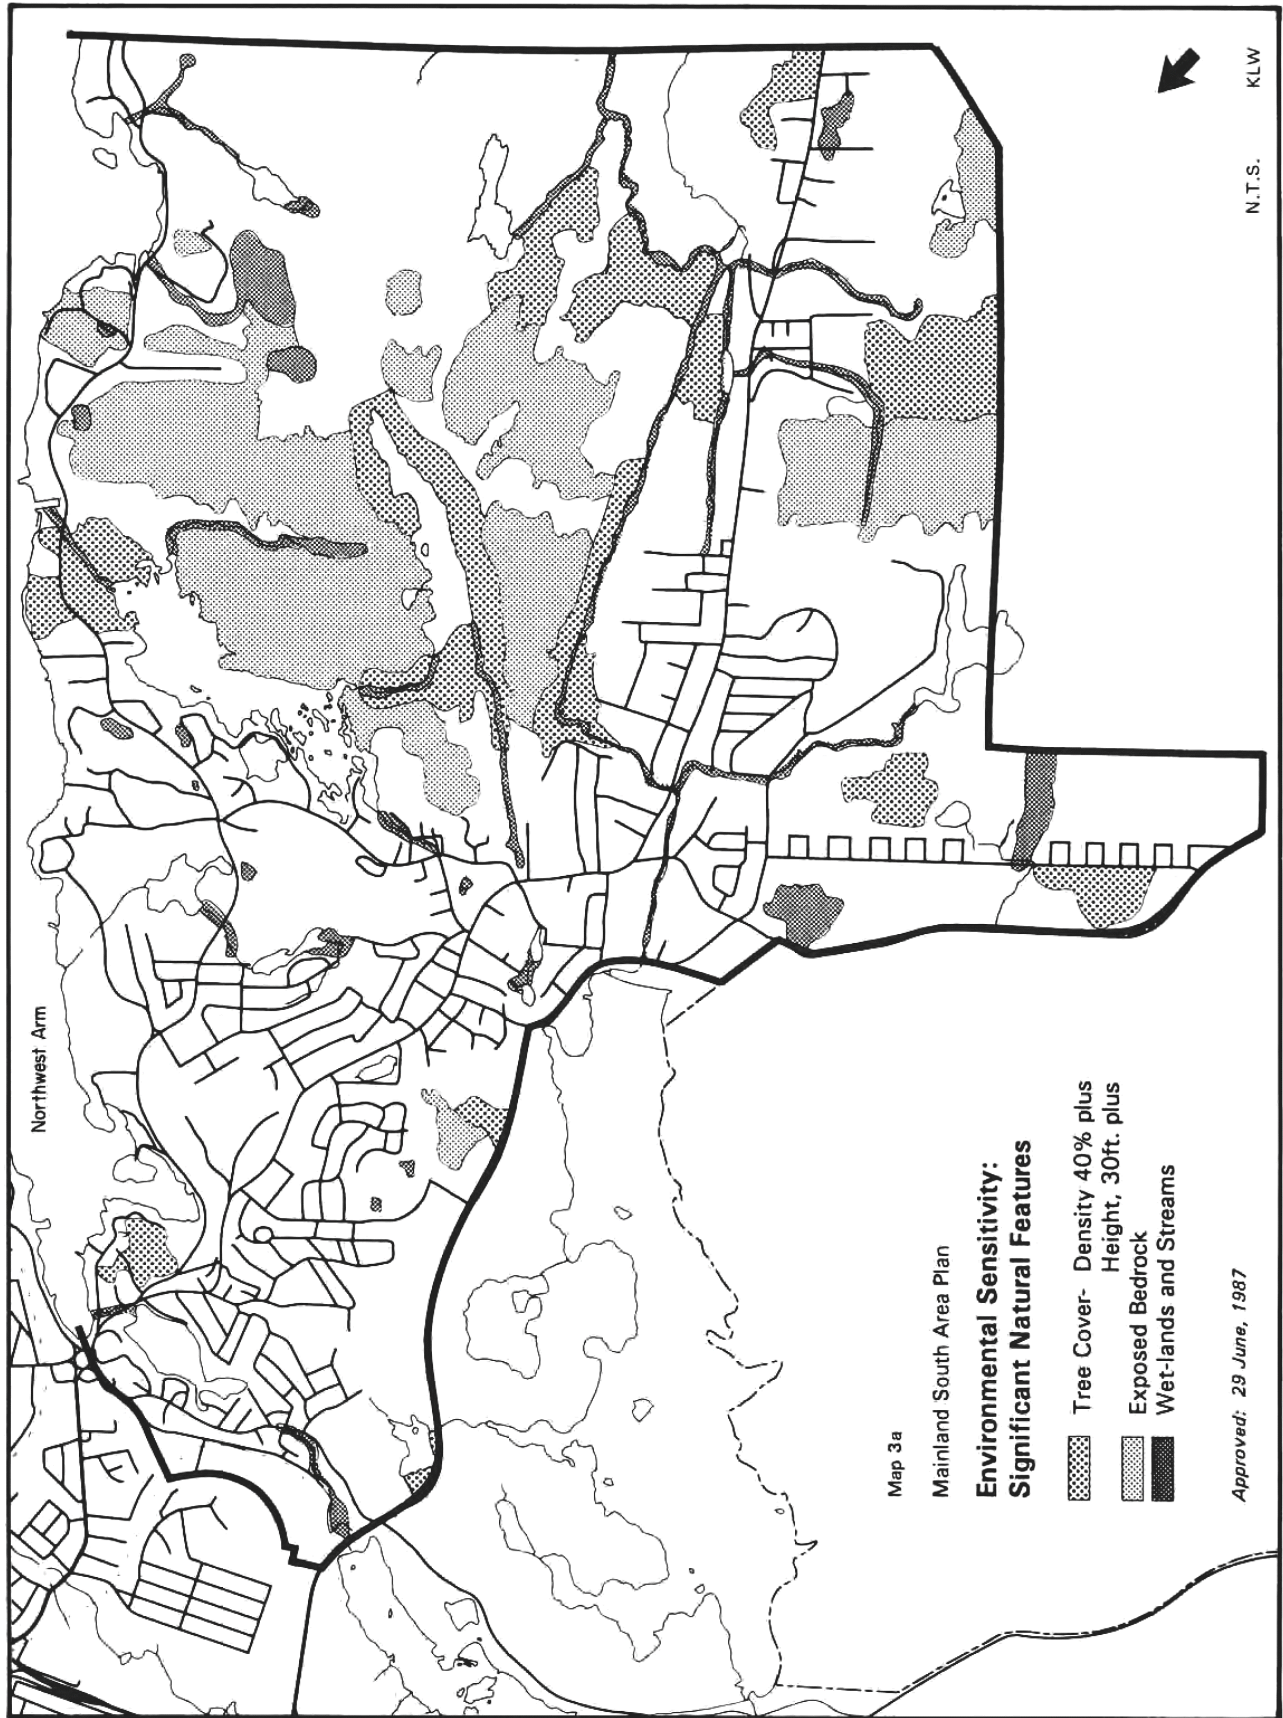 Northwest Arm
Map 3a
Mainland South Area Plan
Environmental Sensitivity:
Significant Natural Features
Tree Cover- Density 40% plus
Height, 30ft. plus
Exposed Bedrock
Wet-lands and Streams
Approved: 29 June, 1987
N.T.S. KLW